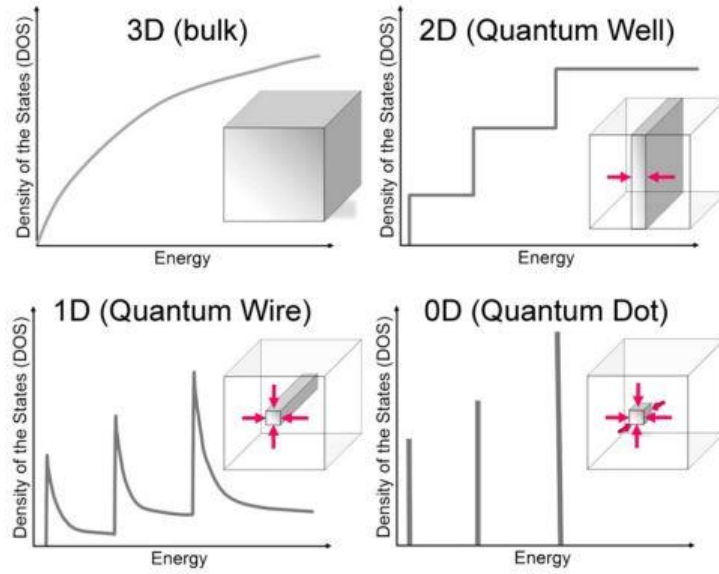 3D (bulk)
Density of the States (DOS)
Energy
2D (Quantum Well)
Density of the States (DOS)
Energy
1D (Quantum Wire)
Density of the States (DOS)
Energy
0D (Quantum Dot)
Density of the States (DOS)
Energy